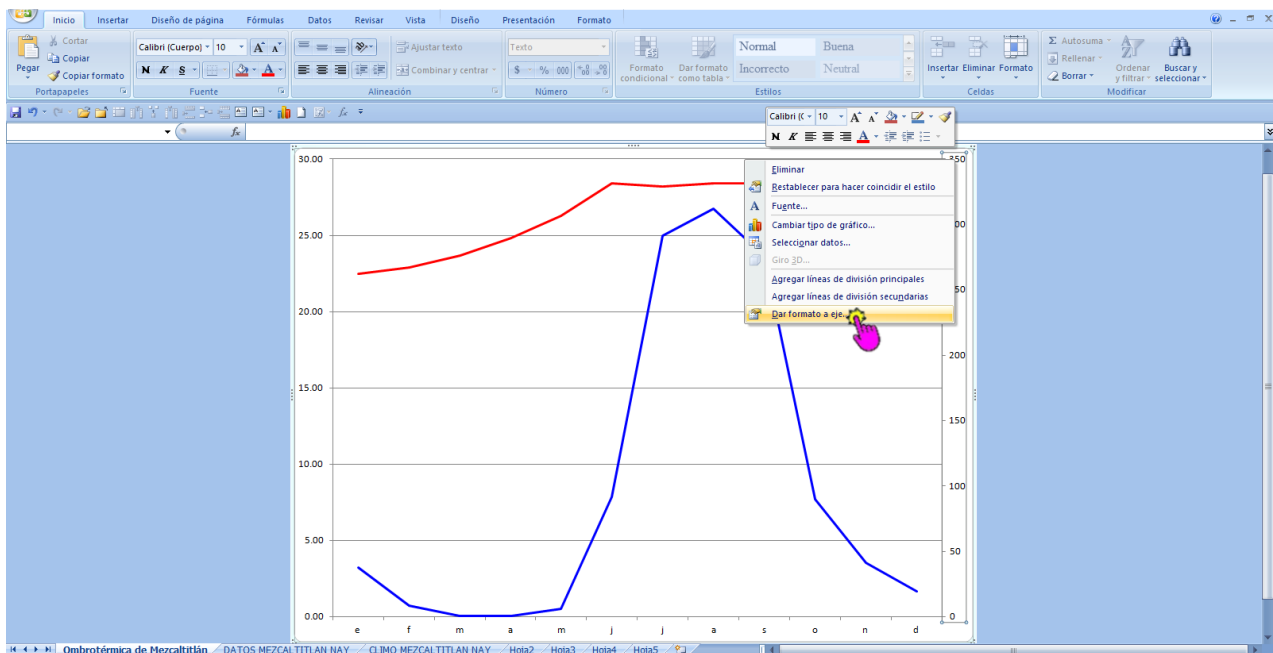 Inicio Insertar Diseño de página Fórmulas Datos Revisar Vista Diseño Presentación Formato
Pegar
Cortar
Copiar
Copiar formato
Portapapeles
Calibri (Cuerpo) 10 A A
N K S A
Fuente
Ajustar texto
Combinar y centrar
Alineación
Texto
$ % 000
Número
Formato condicional
Dar formato como tabla
Normal Buena
Incorrecto Neutral
Estilos
Insertar Eliminar Formato
Celdas
Σ Autosuma
Rellenar
Borrar
Ordenar y filtrar
Buscar y seleccionar
Modificar
fx
fx
Calibri (C 10 A A
N K A
Eliminar
Restablecer para hacer coincidir el estilo
A Fuente...
Cambiar tipo de gráfico...
Seleccionar datos...
Giro 3D...
Agregar líneas de división principales
Agregar líneas de división secundarias
Dar formato a eje...
30.00
25.00
20.00
15.00
10.00
5.00
0.00
350
00
50
200
150
100
50
0
e f m a m j j a s o n d
Ombrotérmica de Mezcaltitlán DATOS MEZCALTITLAN NAY CLIMO MEZCALTITLAN NAY Hoja2 Hoja3 Hoja4 Hoja5